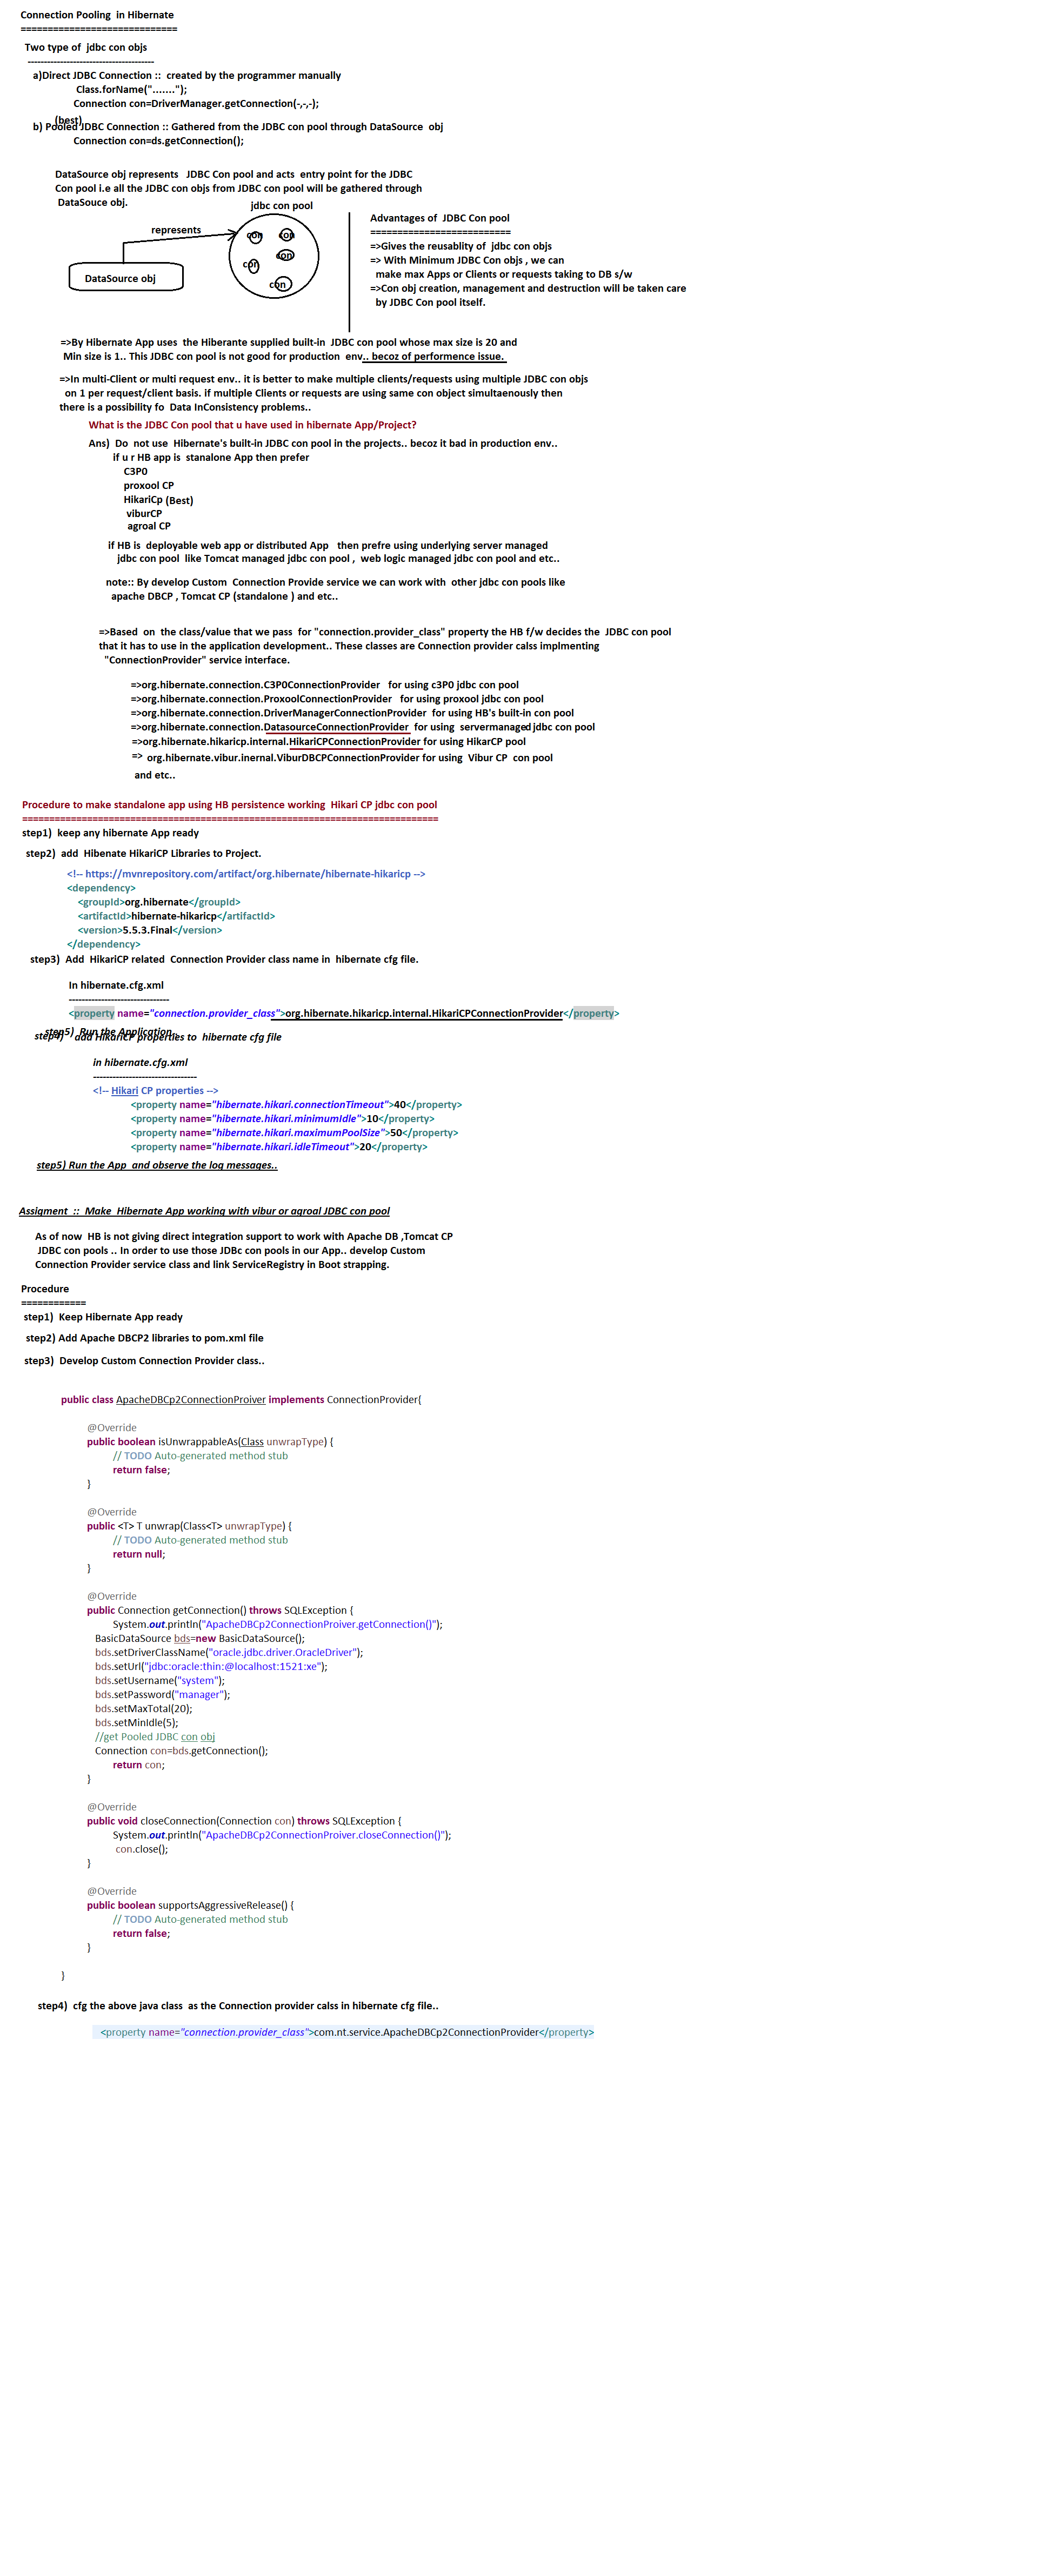 Connection Pooling  in Hibernate
=============================
Two type of  jdbc con objs
---------------------------------------
a)Direct JDBC Connection ::  created by the programmer manually
Class.forName(".......");
Connection con=DriverManager.getConnection(-,-,-);
(best)
b) Pooled JDBC Connection :: Gathered from the JDBC con pool through DataSource  obj
Connection con=ds.getConnection();
DataSource obj represents   JDBC Con pool and acts  entry point for the JDBC
Con pool i.e all the JDBC con objs from JDBC con pool will be gathered through
DataSouce obj.
jdbc con pool
represents
DataSource obj
con
con
con
con
con
Advantages of  JDBC Con pool
==========================
=>Gives the reusablity of  jdbc con objs
=> With Minimum JDBC Con objs , we can
make max Apps or Clients or requests taking to DB s/w
=>Con obj creation, management and destruction will be taken care
by JDBC Con pool itself.
=>By Hibernate App uses  the Hiberante supplied built-in  JDBC con pool whose max size is 20 and
Min size is 1.. This JDBC con pool is not good for production  env.. becoz of performence issue.
=>In multi-Client or multi request env.. it is better to make multiple clients/requests using multiple JDBC con objs
on 1 per request/client basis. if multiple Clients or requests are using same con object simultaenously then
there is a possibility fo  Data InConsistency problems..
What is the JDBC Con pool that u have used in hibernate App/Project?
Ans)  Do  not use  Hibernate's built-in JDBC con pool in the projects.. becoz it bad in production env..
if u r HB app is  stanalone App then prefer
C3P0
proxool CP
HikariCp (Best)
viburCP
agroal CP
if HB is  deployable web app or distributed App   then prefre using underlying server managed
jdbc con pool  like Tomcat managed jdbc con pool ,  web logic managed jdbc con pool and etc..
note:: By develop Custom  Connection Provide service we can work with  other jdbc con pools like
apache DBCP , Tomcat CP (standalone ) and etc..
=>Based  on  the class/value that we pass  for "connection.provider_class" property the HB f/w decides the  JDBC con pool
that it has to use in the application development.. These classes are Connection provider calss implmenting
"ConnectionProvider" service interface.
=>org.hibernate.connection.C3P0ConnectionProvider   for using c3P0 jdbc con pool
=>org.hibernate.connection.ProxoolConnectionProvider   for using proxool jdbc con pool
=>org.hibernate.connection.DriverManagerConnectionProvider  for using HB's built-in con pool
=>org.hibernate.connection.DatasourceConnectionProvider  for using  servermanaged jdbc con pool
=>org.hibernate.hikaricp.internal.HikariCPConnectionProvider for using HikarCP pool
=>  org.hibernate.vibur.inernal.ViburDBCPConnectionProvider for using  Vibur CP  con pool
and etc..
Procedure to make standalone app using HB persistence working  Hikari CP jdbc con pool
=============================================================================
step1)  keep any hibernate App ready
step2)  add  Hibenate HikariCP Libraries to Project.
<!-- https://mvnrepository.com/artifact/org.hibernate/hibernate-hikaricp -->
<dependency>
<groupId>org.hibernate</groupId>
<artifactId>hibernate-hikaricp</artifactId>
<version>5.5.3.Final</version>
</dependency>
step3)  Add  HikariCP related  Connection Provider class name in  hibernate cfg file.
In hibernate.cfg.xml
-------------------------------
<property name="connection.provider_class">org.hibernate.hikaricp.internal.HikariCPConnectionProvider</property>
step5)  Run the Application..
step4)   add HikariCP properties to  hibernate cfg file
in hibernate.cfg.xml
--------------------------------
<!-- Hikari CP properties -->
<property name="hibernate.hikari.connectionTimeout">40</property>
<property name="hibernate.hikari.minimumIdle">10</property>
<property name="hibernate.hikari.maximumPoolSize">50</property>
<property name="hibernate.hikari.idleTimeout">20</property>
step5) Run the App  and observe the log messages..
Assigment  ::  Make  Hibernate App working with vibur or agroal JDBC con pool
As of now  HB is not giving direct integration support to work with Apache DB ,Tomcat CP
JDBC con pools .. In order to use those JDBc con pools in our App.. develop Custom
Connection Provider service class and link ServiceRegistry in Boot strapping.
Procedure
============
step1)  Keep Hibernate App ready
step2) Add Apache DBCP2 libraries to pom.xml file
step3)  Develop Custom Connection Provider class..
public class ApacheDBCp2ConnectionProiver implements ConnectionProvider{
@Override
public boolean isUnwrappableAs(Class unwrapType) {
// TODO Auto-generated method stub
return false;
}
@Override
public <T> T unwrap(Class<T> unwrapType) {
// TODO Auto-generated method stub
return null;
}
@Override
public Connection getConnection() throws SQLException {
System.out.println("ApacheDBCp2ConnectionProiver.getConnection()");
BasicDataSource bds=new BasicDataSource();
bds.setDriverClassName("oracle.jdbc.driver.OracleDriver");
bds.setUrl("jdbc:oracle:thin:@localhost:1521:xe");
bds.setUsername("system");
bds.setPassword("manager");
bds.setMaxTotal(20);
bds.setMinIdle(5);
//get Pooled JDBC con obj
Connection con=bds.getConnection();
return con;
}
@Override
public void closeConnection(Connection con) throws SQLException {
System.out.println("ApacheDBCp2ConnectionProiver.closeConnection()");
con.close();
}
@Override
public boolean supportsAggressiveRelease() {
// TODO Auto-generated method stub
return false;
}
}
step4)  cfg the above java class  as the Connection provider calss in hibernate cfg file..
<property name="connection.provider_class">com.nt.service.ApacheDBCp2ConnectionProvider</property>